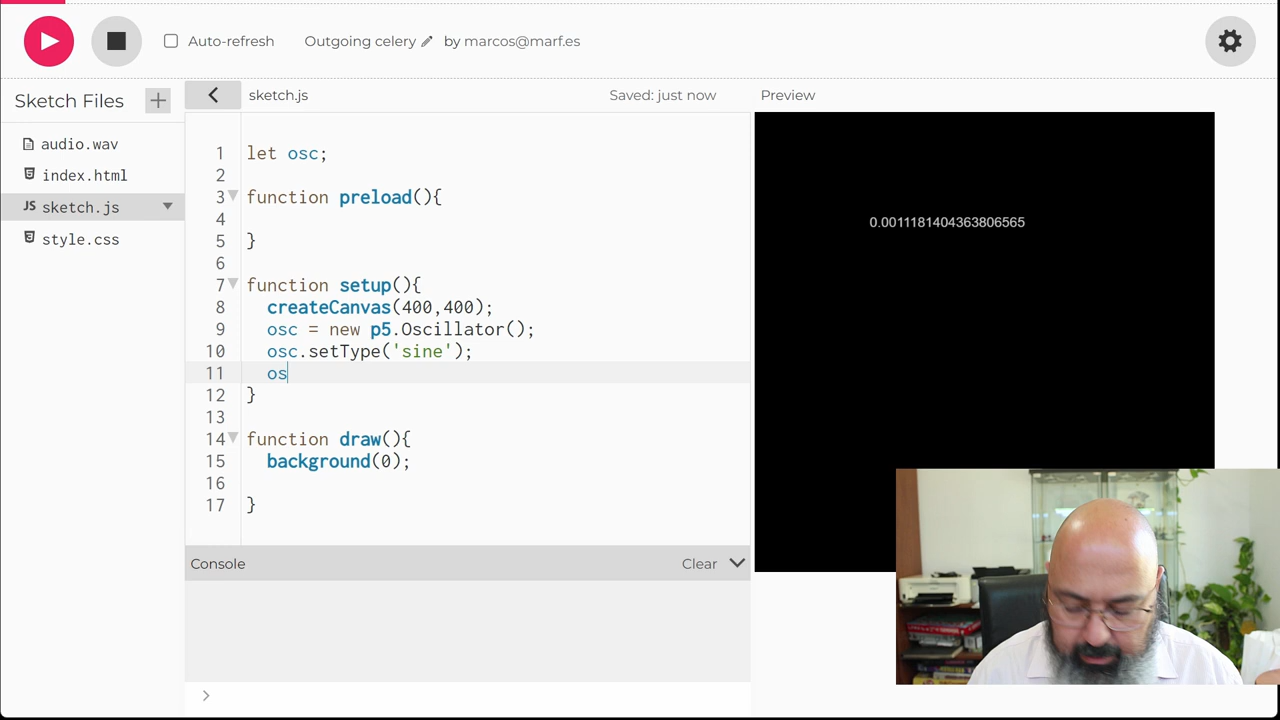 Auto-refresh
Outgoing celery
by marcos@marf.es
Sketch Files
sketch.js
Saved: just now
Preview
audio.wav
index.html
JS sketch.js
style.css
1 let osc;
2
3 function preload(){
4
5 }
6
7 function setup(){
8 createCanvas(400,400);
9 osc = new p5.Oscillator();
10 osc.setType('sine');
11 os
12 }
13
14 function draw(){
15 background(0);
16
17 }
0.0011181404363806565
Console
Clear
>